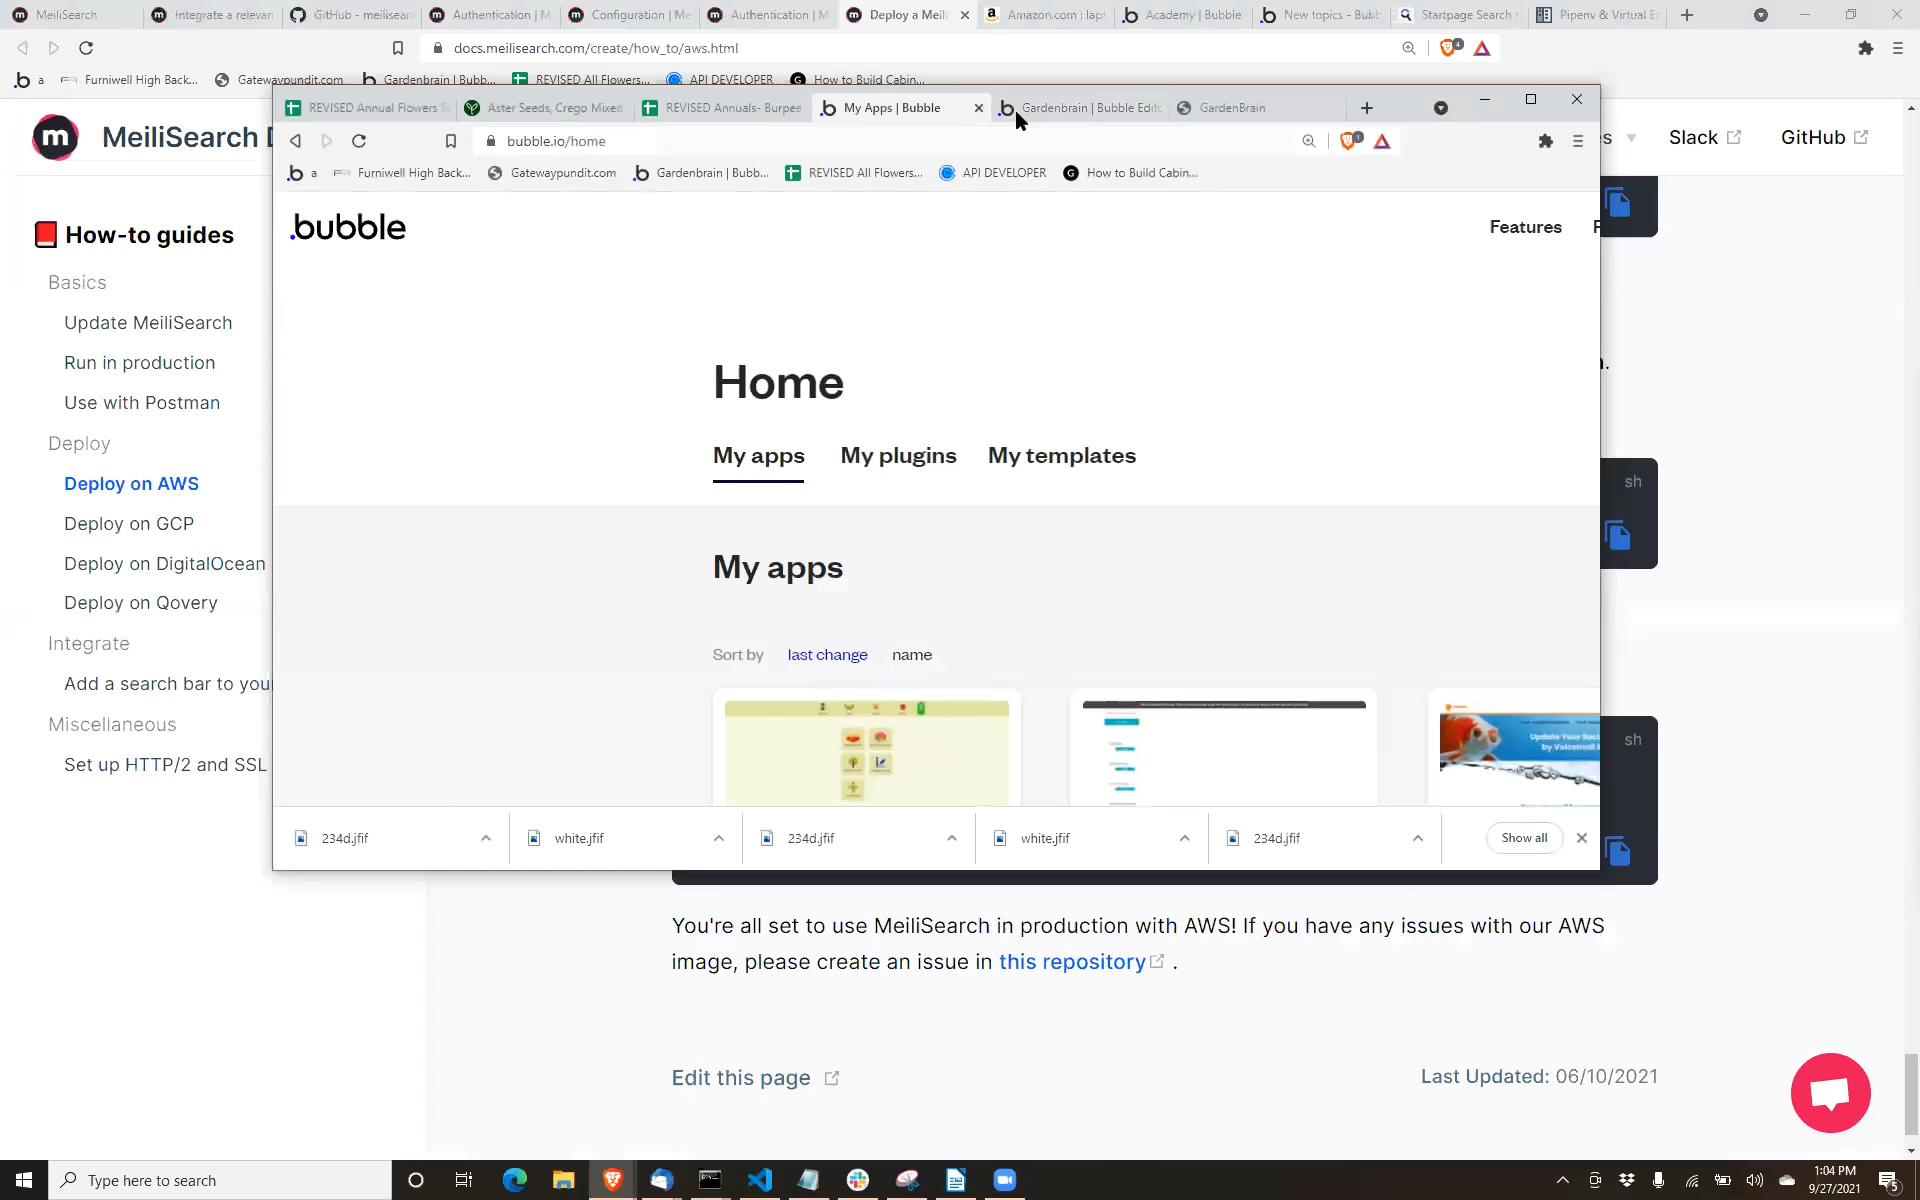 MeiliSearch
Integrate a relevan
GitHub - meilisear
Authentication | M
Configuration | Me
Authentication | M
Deploy a Meili
Amazon.com : lapt
Academy | Bubble
New topics - Bubb
Startpage Search r
Pipenv & Virtual Er
docs.meilisearch.com/create/how_to/aws.html
4
a
Furniwell High Back...
Gatewaypundit.com
Gardenbrain | Bubb...
REVISED All Flowers...
API DEVELOPER
How to Build Cabin...
REVISED Annual Flowers S
Aster Seeds, Crego Mixed
REVISED Annuals- Burpee
My Apps | Bubble
Gardenbrain | Bubble Edito
GardenBrain
bubble.io/home
1
a
Furniwell High Back...
Gatewaypundit.com
Gardenbrain | Bubb...
REVISED All Flowers...
API DEVELOPER
How to Build Cabin...
MeiliSearch D
s
Slack
GitHub
How-to guides
Basics
Update MeiliSearch
Run in production
Use with Postman
Deploy
Deploy on AWS
Deploy on GCP
Deploy on DigitalOcean
Deploy on Qovery
Integrate
Add a search bar to your
Miscellaneous
Set up HTTP/2 and SSL
.bubble
Features
Home
My apps My plugins My templates
My apps
Sort by last change name
Update Your
234d.jfif
white.jfif
234d.jfif
white.jfif
234d.jfif
Show all
sh
sh
You're all set to use MeiliSearch in production with AWS! If you have any issues with our AWS
image, please create an issue in this repository .
Edit this page
Last Updated: 06/10/2021
Type here to search
1:04 PM
9/27/2021
5